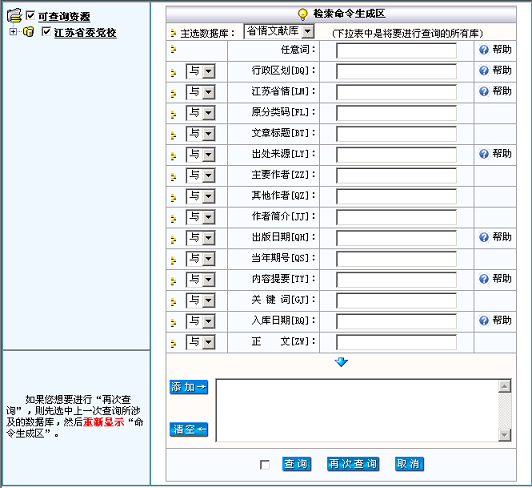 可查询资源
江苏省委党校
如果您想要进行“再次查
询”，则先选中上一次查询所涉
及的数据库，然后重新显示“命
令生成区”。
检索命令生成区
主选数据库： 省情文献库 (下拉表中是将要进行查询的所有库)
任意词： 帮助
与 行政区划[DQ]： 帮助
与 江苏省情[LM]： 帮助
与 原分类码[FL]：
与 文章标题[BT]：
与 出处来源[LY]： 帮助
与 主要作者[ZZ]：
与 其他作者[QZ]：
与 作者简介[JJ]：
与 出版日期[QH]： 帮助
与 当年期号[QS]：
与 内容提要[TY]： 帮助
与 关 键 词[GJ]：
与 入库日期[RQ]： 帮助
与 正 文[ZW]：
添加→
清空←
查询 再次查询 取消